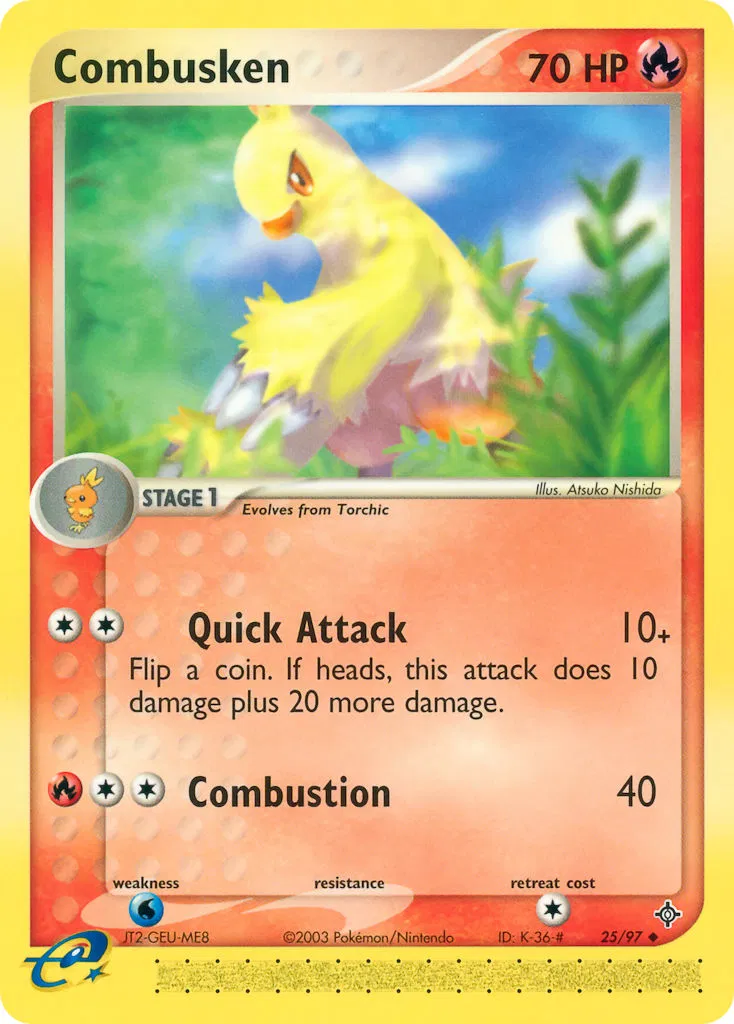 Combusken 70 HP
STAGE 1
Illus. Atsuko Nishida
Evolves from Torchic
Quick Attack 10+
Flip a coin. If heads, this attack does 10
damage plus 20 more damage.
Combustion 40
weakness resistance retreat cost
JT2-GEU-ME8 ©2003 Pokémon/Nintendo ID: K-36-# 25/97
e